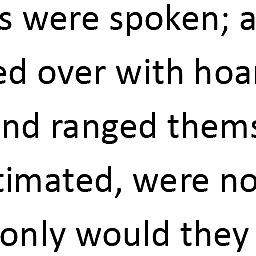 s were spoken; a
ed over with hoar
nd ranged thems
timated, were no
only would they